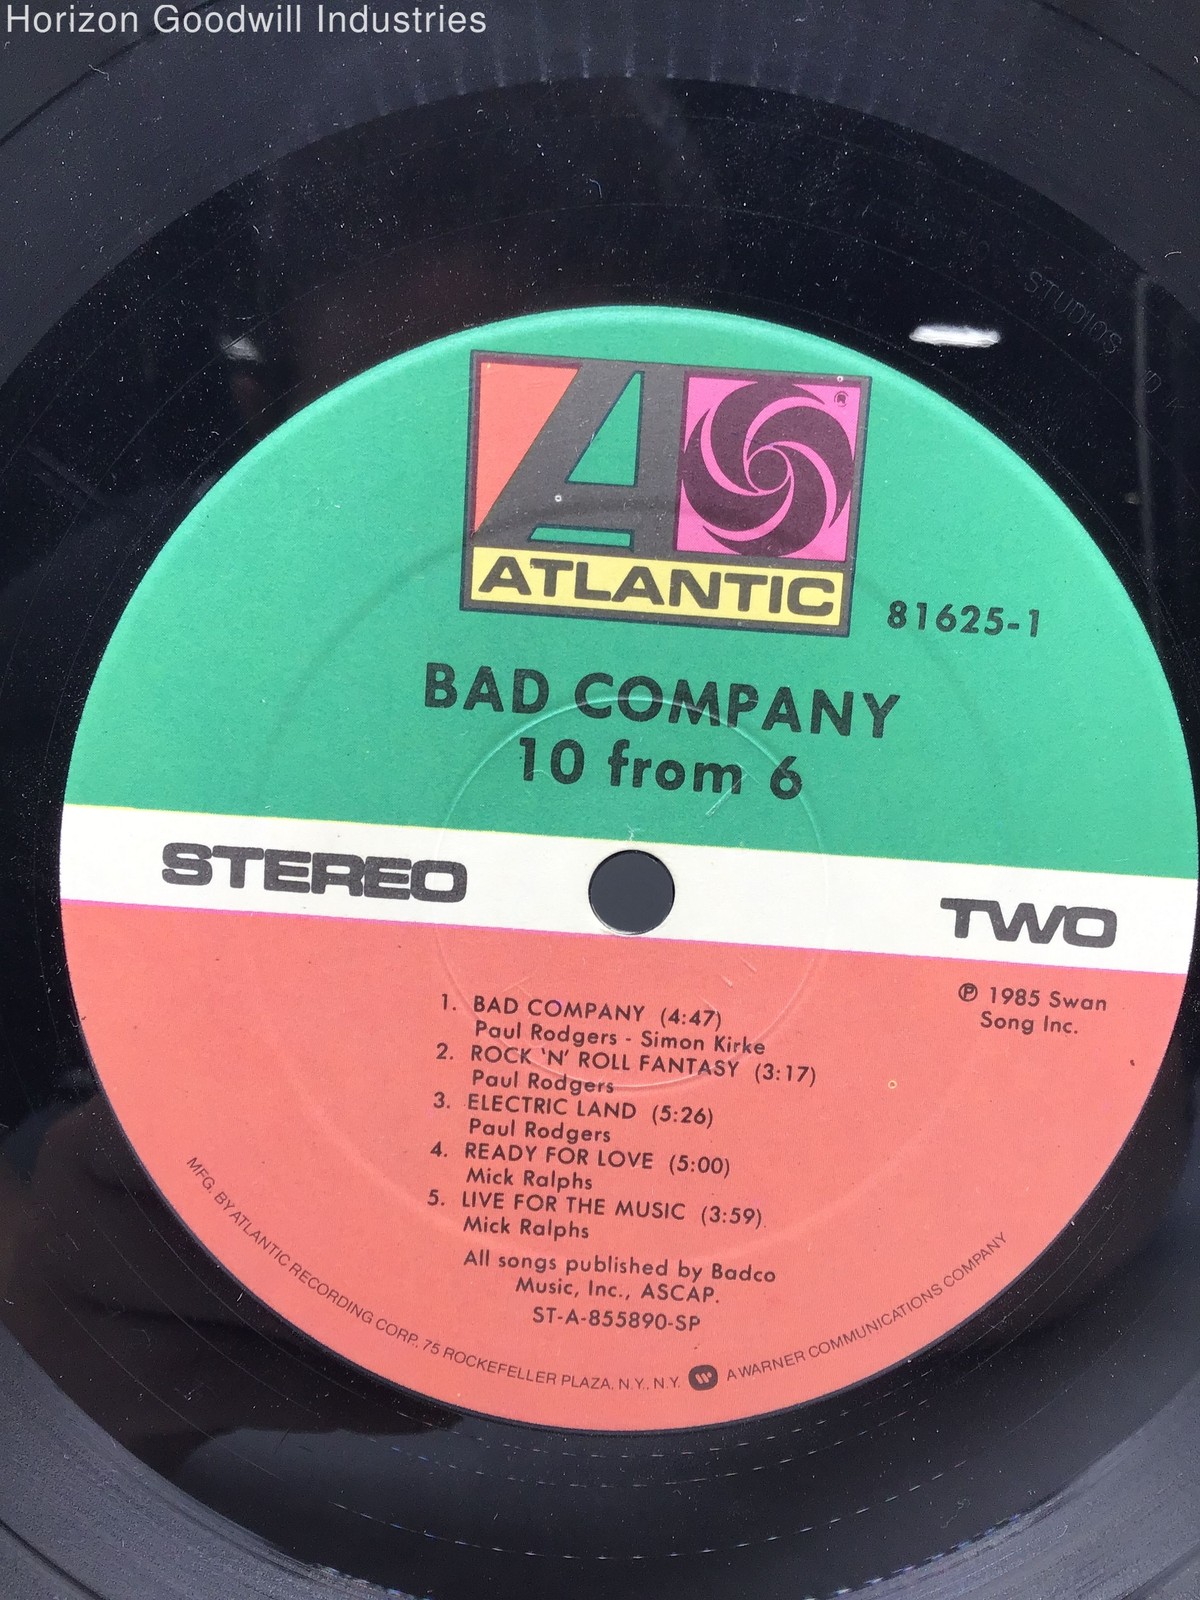 Horizon Goodwill Industries
STUDIOS
A
®
ATLANTIC
81625-1
BAD COMPANY
10 from 6
STEREO
TWO
℗ 1985 Swan
Song Inc.
1. BAD COMPANY (4:47)
Paul Rodgers - Simon Kirke
2. ROCK 'N' ROLL FANTASY (3:17)
Paul Rodgers
3. ELECTRIC LAND (5:26)
Paul Rodgers
4. READY FOR LOVE (5:00)
Mick Ralphs
5. LIVE FOR THE MUSIC (3:59)
Mick Ralphs
All songs published by Badco
Music, Inc., ASCAP.
ST-A-855890-SP
MFG. BY ATLANTIC RECORDING CORP., 75 ROCKEFELLER PLAZA, N.Y., N.Y. W A WARNER COMMUNICATIONS COMPANY